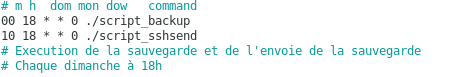 # m h  dom mon dow   command
00 18 * * 0 ./script_backup
10 18 * * 0 ./script_sshsend
# Execution de la sauvegarde et de l'envoie de la sauvegarde
# Chaque dimanche à 18h